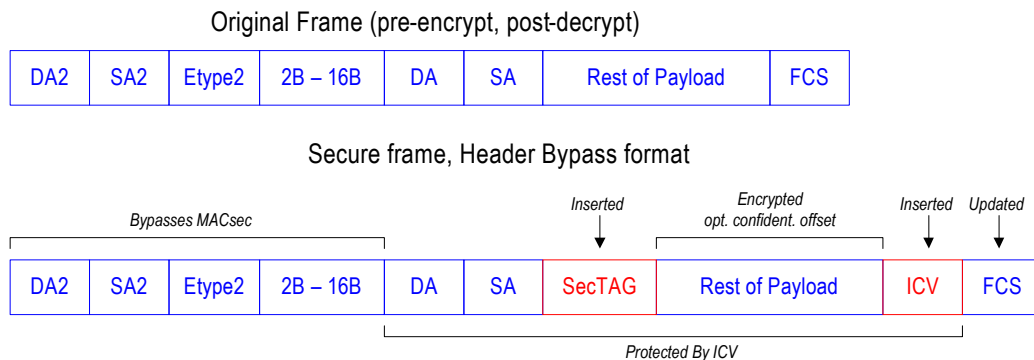 Original Frame (pre-encrypt, post-decrypt)
DA2 SA2 Etype2 2B – 16B DA SA Rest of Payload FCS
Secure frame, Header Bypass format
Bypasses MACsec Inserted Encrypted opt. confident. offset Inserted Updated
DA2 SA2 Etype2 2B – 16B DA SA SecTAG Rest of Payload ICV FCS
Protected By ICV